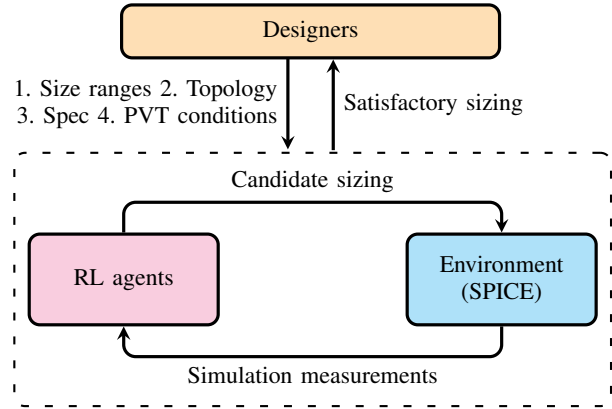 Designers
1. Size ranges 2. Topology
3. Spec 4. PVT conditions
Satisfactory sizing
Candidate sizing
RL agents
Environment
(SPICE)
Simulation measurements